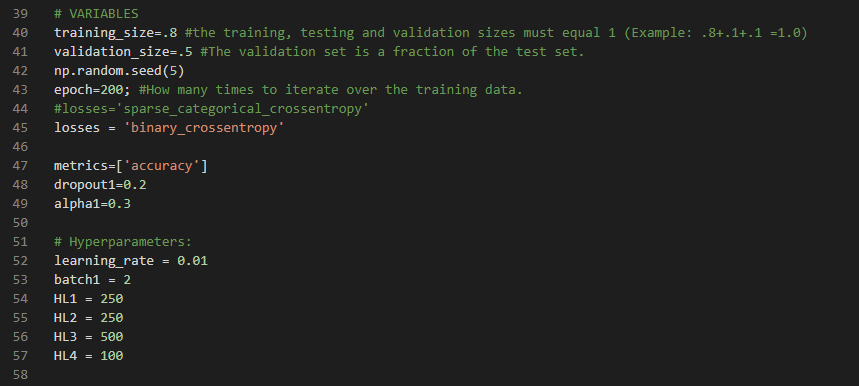 39 # VARIABLES
40 training_size=.8 #the training, testing and validation sizes must equal 1 (Example: .8+.1+.1 =1.0)
41 validation_size=.5 #The validation set is a fraction of the test set.
42 np.random.seed(5)
43 epoch=200; #How many times to iterate over the training data.
44 #losses='sparse_categorical_crossentropy'
45 losses = 'binary_crossentropy'
46
47 metrics=['accuracy']
48 dropout1=0.2
49 alpha1=0.3
50
51 # Hyperparameters:
52 learning_rate = 0.01
53 batch1 = 2
54 HL1 = 250
55 HL2 = 250
56 HL3 = 500
57 HL4 = 100
58